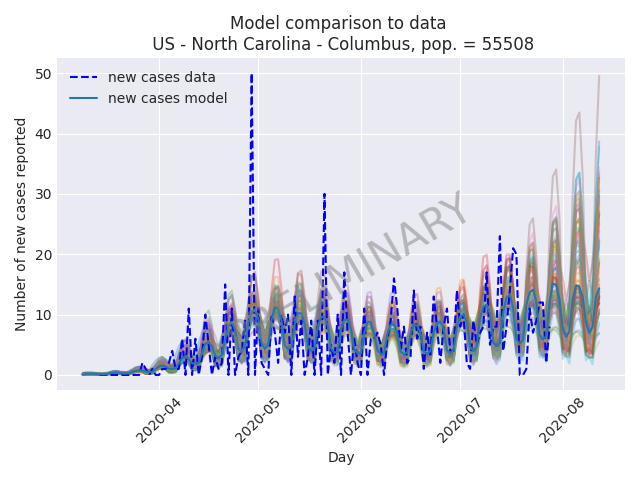 Model comparison to data
US - North Carolina - Columbus, pop. = 55508
new cases data
new cases model
Number of new cases reported
50
40
30
20
10
0
2020-04
2020-05
2020-06
2020-07
2020-08
Day